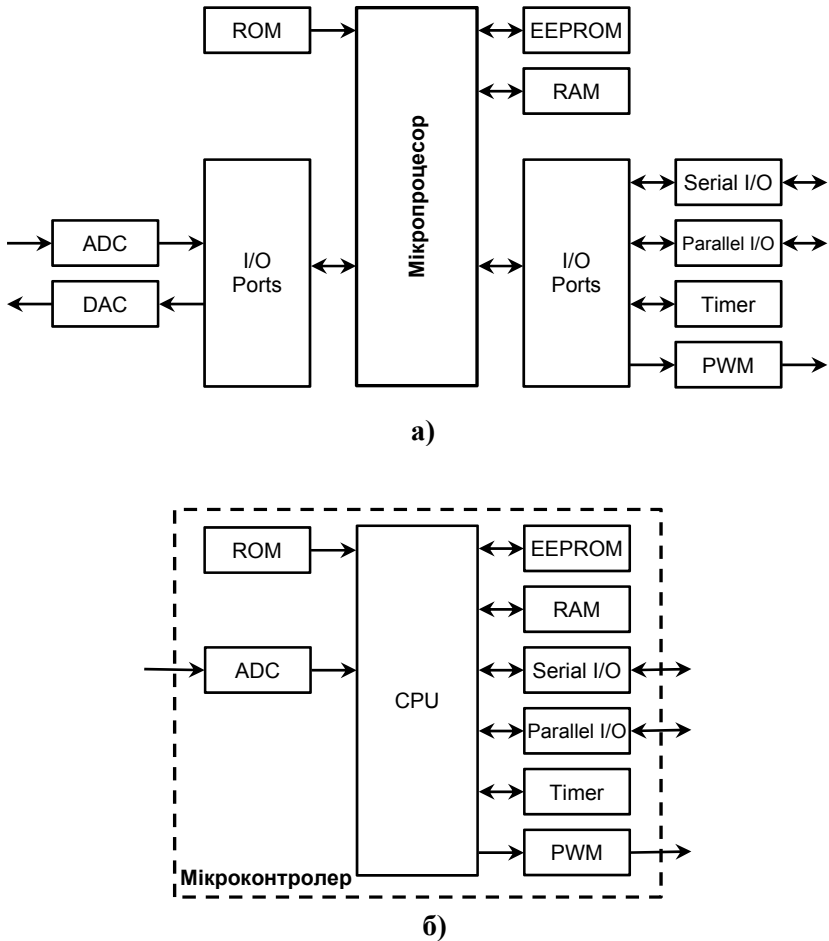 ROM
EEPROM
RAM
Мікропроцесор
Serial I/O
ADC
I/O
Ports
I/O
Ports
Parallel I/O
DAC
Timer
PWM
а)
ROM
EEPROM
RAM
ADC
CPU
Serial I/O
Parallel I/O
Timer
PWM
Мікроконтролер
б)